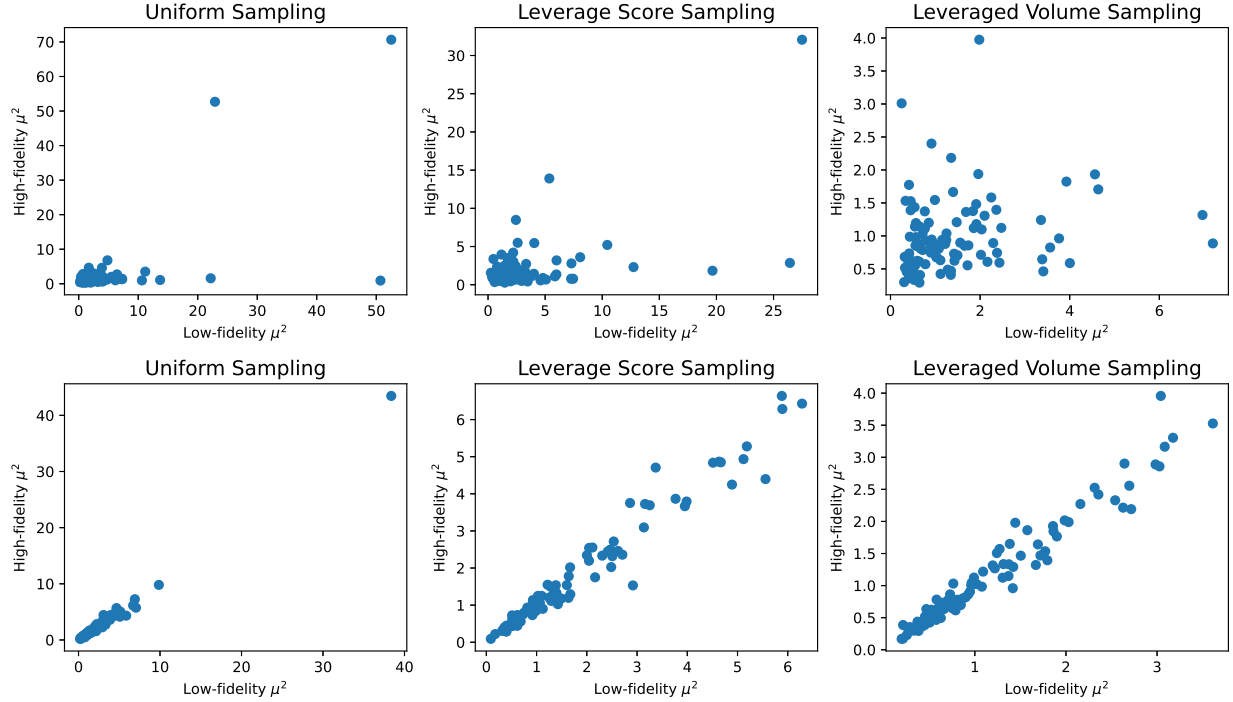 Uniform Sampling
High-fidelity μ²
70
60
50
40
30
20
10
0
0 10 20 30 40 50
Low-fidelity μ²
Leverage Score Sampling
High-fidelity μ²
30
25
20
15
10
5
0
0 5 10 15 20 25
Low-fidelity μ²
Leveraged Volume Sampling
High-fidelity μ²
4.0
3.5
3.0
2.5
2.0
1.5
1.0
0.5
0 2 4 6
Low-fidelity μ²
Uniform Sampling
High-fidelity μ²
40
30
20
10
0
0 10 20 30 40
Low-fidelity μ²
Leverage Score Sampling
High-fidelity μ²
6
5
4
3
2
1
0
0 1 2 3 4 5 6
Low-fidelity μ²
Leveraged Volume Sampling
High-fidelity μ²
4.0
3.5
3.0
2.5
2.0
1.5
1.0
0.5
0.0
1 2 3
Low-fidelity μ²